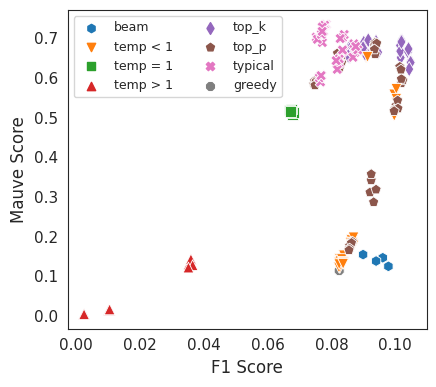 beam
temp < 1
temp = 1
temp > 1
top_k
top_p
typical
greedy
Mauve Score
0.7
0.6
0.5
0.4
0.3
0.2
0.1
0.0
0.00 0.02 0.04 0.06 0.08 0.10
F1 Score